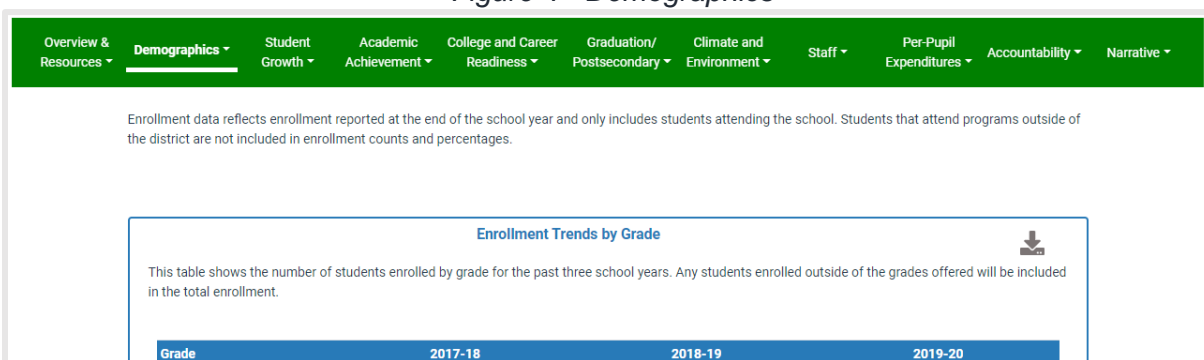 Overview & Resources
Demographics
Student Growth
Academic Achievement
College and Career Readiness
Graduation/ Postsecondary
Climate and Environment
Staff
Per-Pupil Expenditures
Accountability
Narrative
Enrollment data reflects enrollment reported at the end of the school year and only includes students attending the school. Students that attend programs outside of
the district are not included in enrollment counts and percentages.
Enrollment Trends by Grade
This table shows the number of students enrolled by grade for the past three school years. Any students enrolled outside of the grades offered will be included
in the total enrollment.
Grade 2017-18 2018-19 2019-20